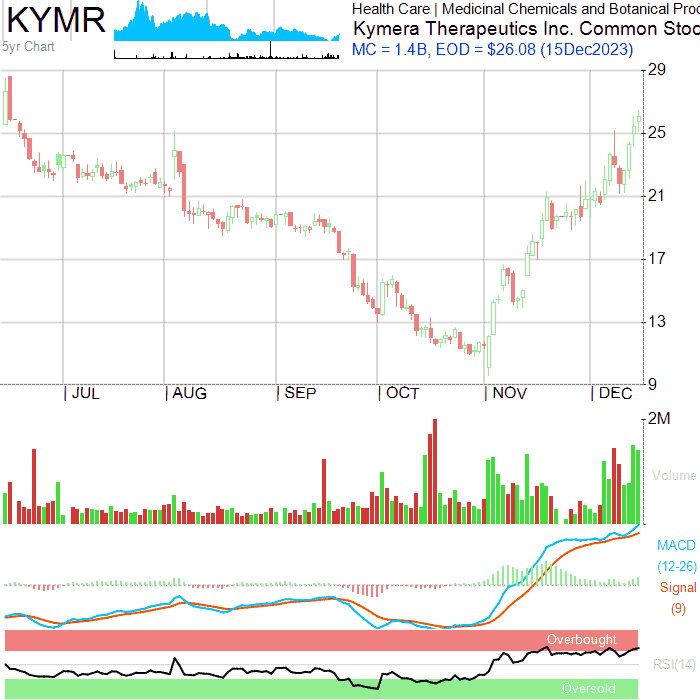 KYMR
5yr Chart
Health Care | Medicinal Chemicals and Botanical Proc
Kymera Therapeutics Inc. Common Stoc
MC = 1.4B, EOD = $26.08 (15Dec2023)
29
25
21
17
13
9
JUL AUG SEP OCT NOV DEC
2M
Volume
MACD
(12-26)
Signal
(9)
Overbought
RSI(14)
Oversold